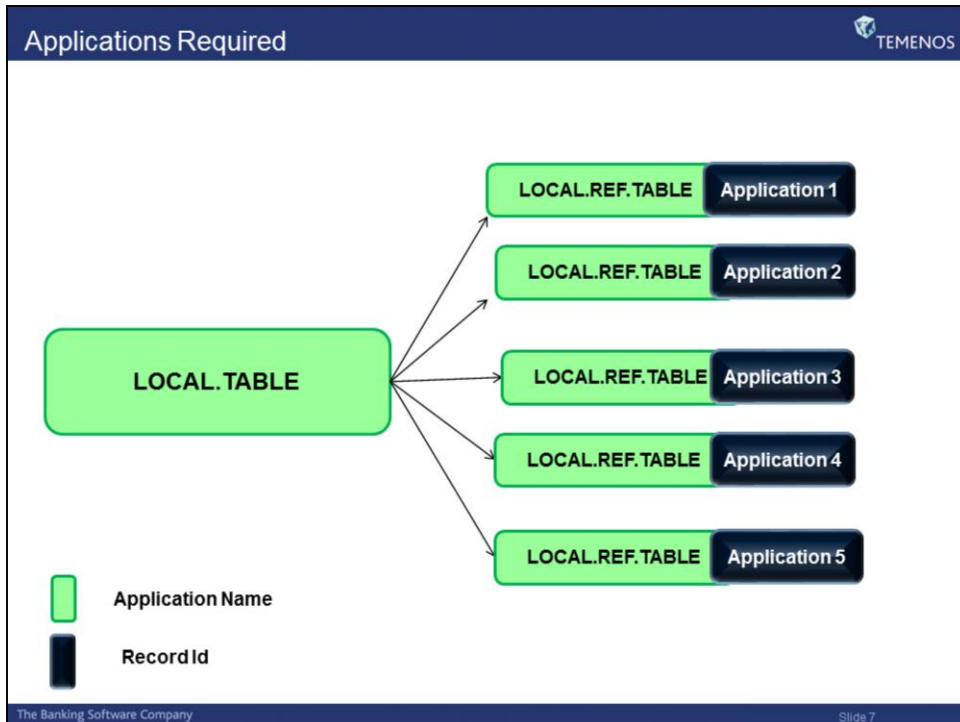 Applications Required
TEMENOS
LOCAL.REF.TABLE Application 1
LOCAL.REF.TABLE Application 2
LOCAL.TABLE
LOCAL.REF.TABLE Application 3
LOCAL.REF.TABLE Application 4
LOCAL.REF.TABLE Application 5
Application Name
Record Id
The Banking Software Company
Slide 7